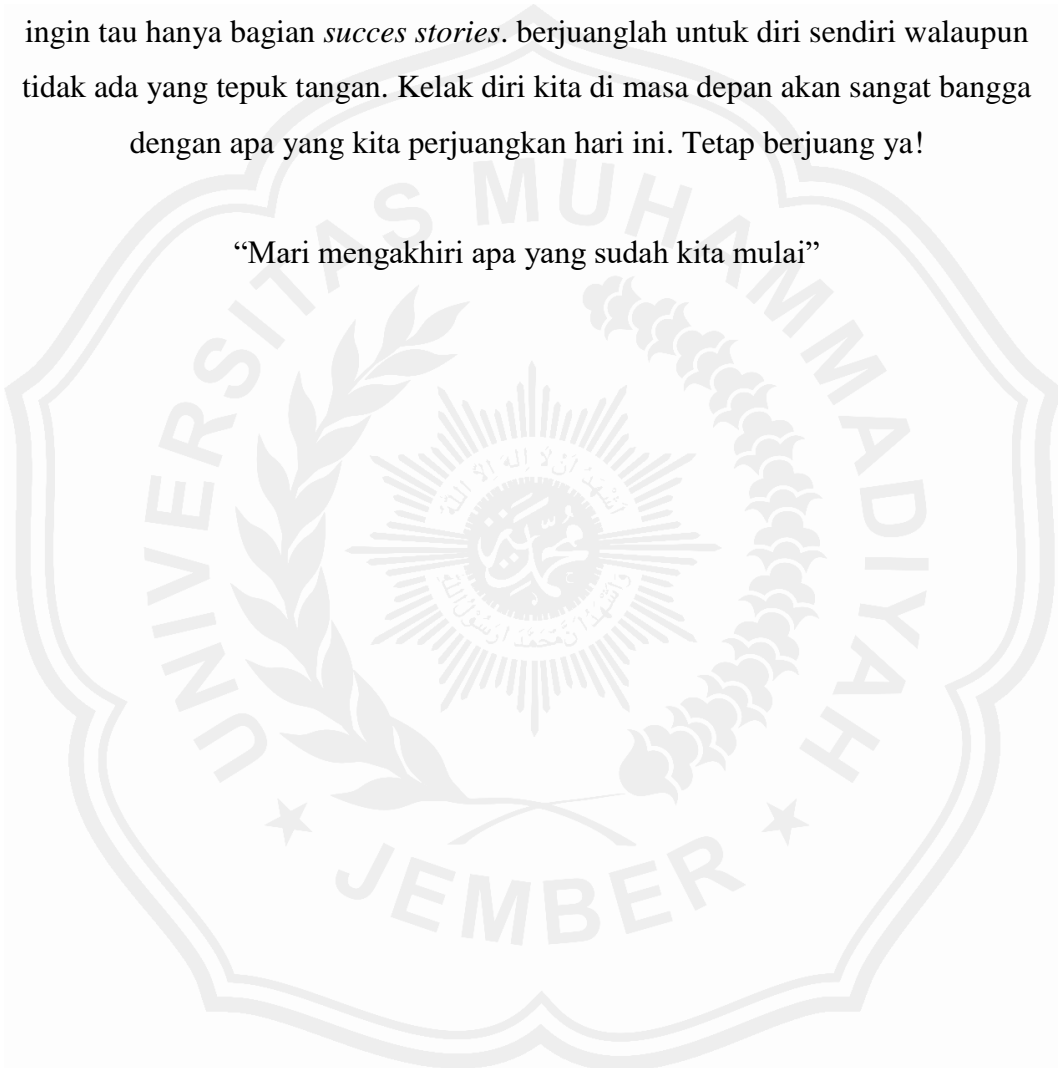 ingin tau hanya bagian succes stories. berjuanglah untuk diri sendiri walaupun
tidak ada yang tepuk tangan. Kelak diri kita di masa depan akan sangat bangga
dengan apa yang kita perjuangkan hari ini. Tetap berjuang ya!
“Mari mengakhiri apa yang sudah kita mulai”
UNIVERSITAS MUHAMMADIYAH
JEMBER